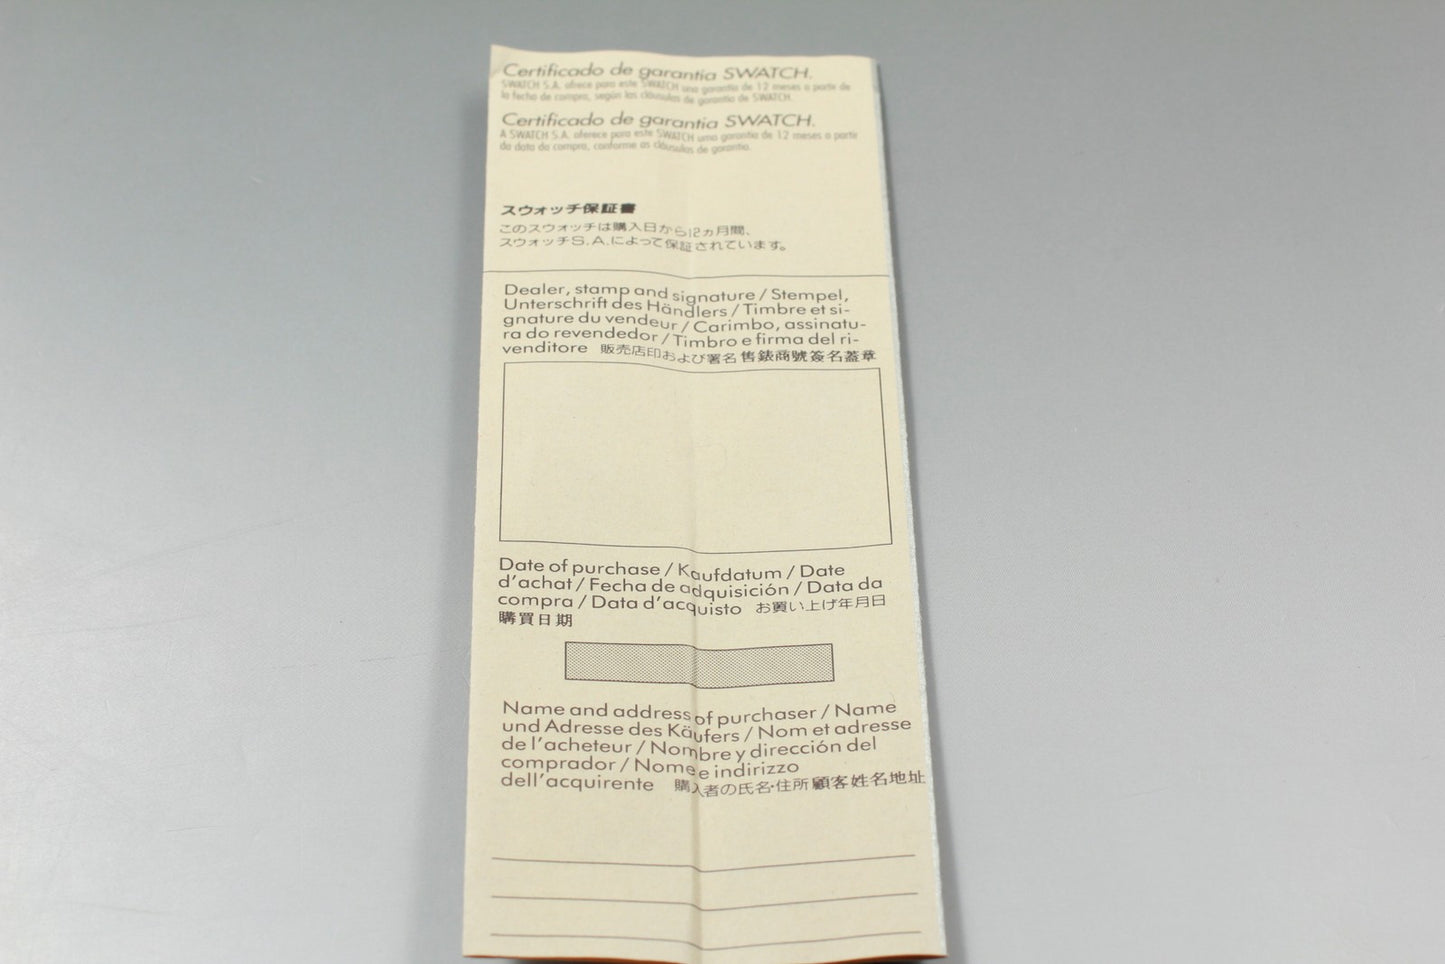 Certificado de garantía SWATCH.
SWATCH S.A. ofrece para este SWATCH una garantía de 12 meses a partir de
la fecha de compra, según las cláusulas de garantía de SWATCH.
Certificado de garantia SWATCH.
A SWATCH S.A. oferece para este SWATCH uma garantia de 12 meses a partir
da data da compra, conforme as cláusulas de garantia.
スウォッチ保証書
このスウォッチは購入日から12ヵ月間、
スウォッチS.A.によって保証されています。
Dealer, stamp and signature / Stempel,
Unterschrift des Händlers / Timbre et si-
gnature du vendeur / Carimbo, assinatu-
ra do revendedor / Timbro e firma del ri-
venditore 販売店印および署名 售錶商號簽名蓋章
Date of purchase / Kaufdatum / Date
d'achat / Fecha de adquisición / Data da
compra / Data d'acquisto お買い上げ年月日
購買日期
Name and address of purchaser / Name
und Adresse des Käufers / Nom et adresse
de l'acheteur / Nombre y dirección del
comprador / Nome e indirizzo
dell'acquirente 購入者の氏名・住所 顧客姓名地址